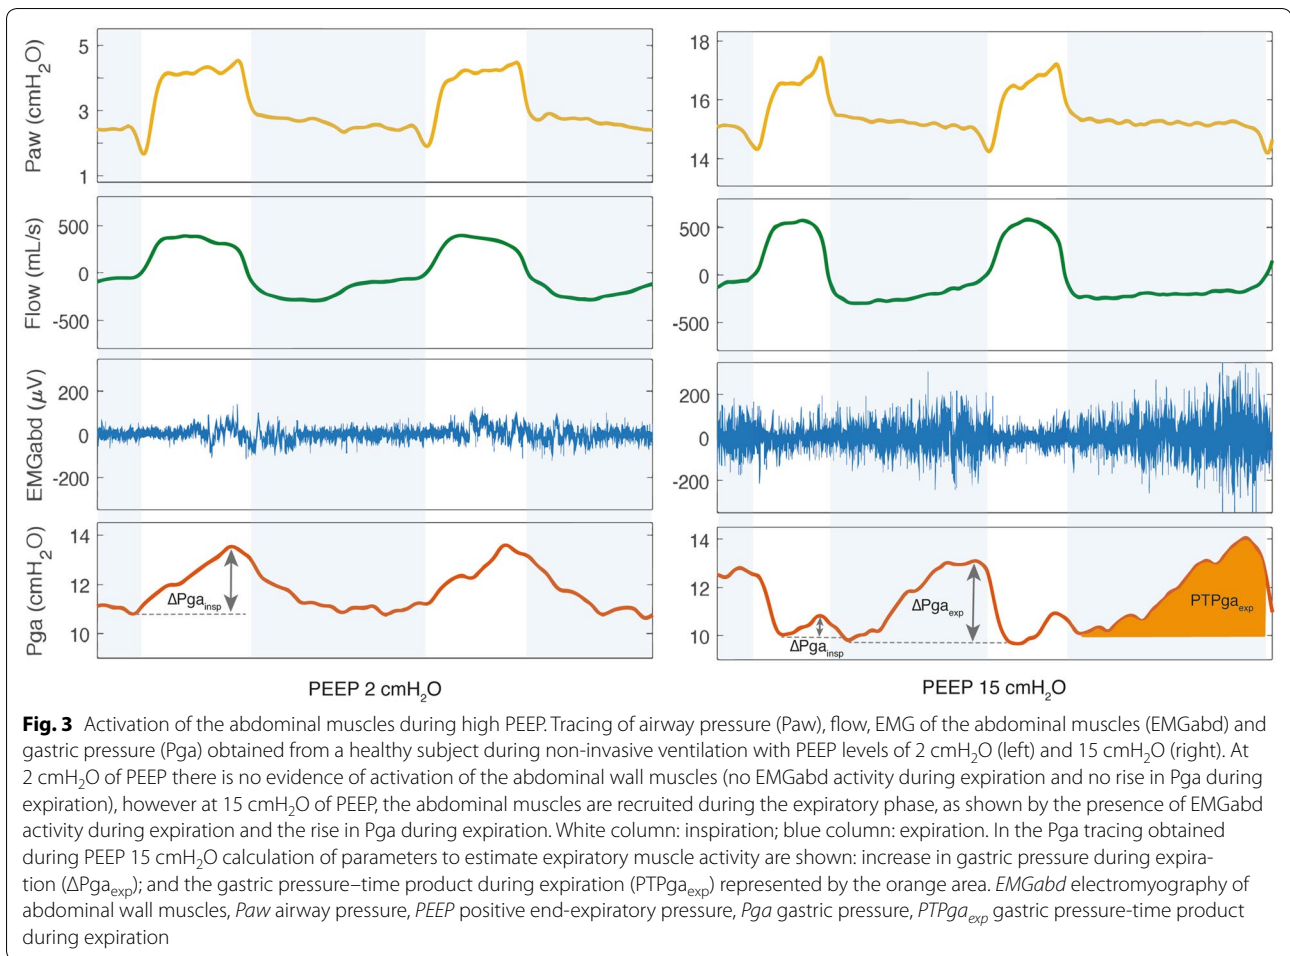 Paw (cmH2O)
5
3
1
18
16
14
Flow (mL/s)
500
0
-500
500
0
-500
EMGabd (μV)
200
0
-200
200
0
-200
Pga (cmH2O)
14
12
10
ΔPgainsp
14
12
10
ΔPgainsp
ΔPgaexp
PTPgaexp
PEEP 2 cmH2O
PEEP 15 cmH2O
Fig. 3 Activation of the abdominal muscles during high PEEP. Tracing of airway pressure (Paw), flow, EMG of the abdominal muscles (EMGabd) and
gastric pressure (Pga) obtained from a healthy subject during non-invasive ventilation with PEEP levels of 2 cmH2O (left) and 15 cmH2O (right). At
2 cmH2O of PEEP there is no evidence of activation of the abdominal wall muscles (no EMGabd activity during expiration and no rise in Pga during
expiration), however at 15 cmH2O of PEEP, the abdominal muscles are recruited during the expiratory phase, as shown by the presence of EMGabd
activity during expiration and the rise in Pga during expiration. White column: inspiration; blue column: expiration. In the Pga tracing obtained
during PEEP 15 cmH2O calculation of parameters to estimate expiratory muscle activity are shown: increase in gastric pressure during expira-
tion (ΔPgaexp); and the gastric pressure–time product during expiration (PTPgaexp) represented by the orange area. EMGabd electromyography of
abdominal wall muscles, Paw airway pressure, PEEP positive end-expiratory pressure, Pga gastric pressure, PTPgaexp gastric pressure-time product
during expiration